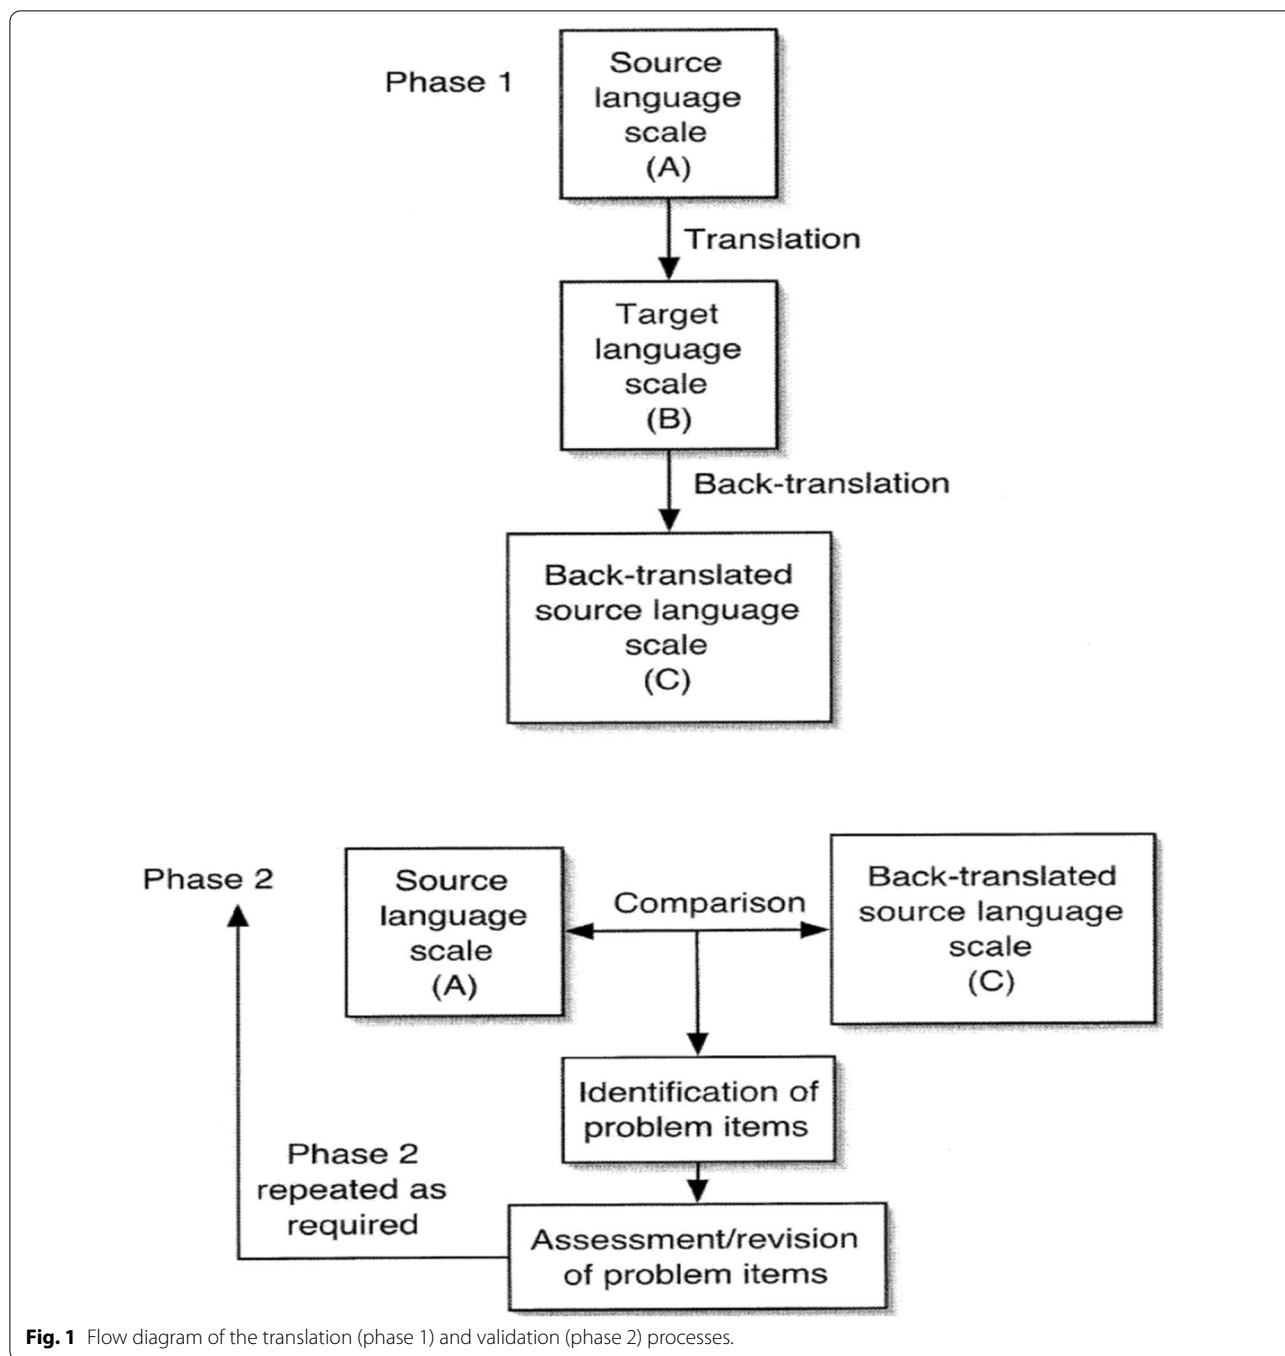 Phase 1
Source
language
scale
(A)
Translation
Target
language
scale
(B)
Back-translation
Back-translated
source language
scale
(C)
Phase 2
Source
language
scale
(A)
Comparison
Back-translated
source language
scale
(C)
Identification of
problem items
Phase 2
repeated as
required
Assessment/revision
of problem items
Fig. 1 Flow diagram of the translation (phase 1) and validation (phase 2) processes.